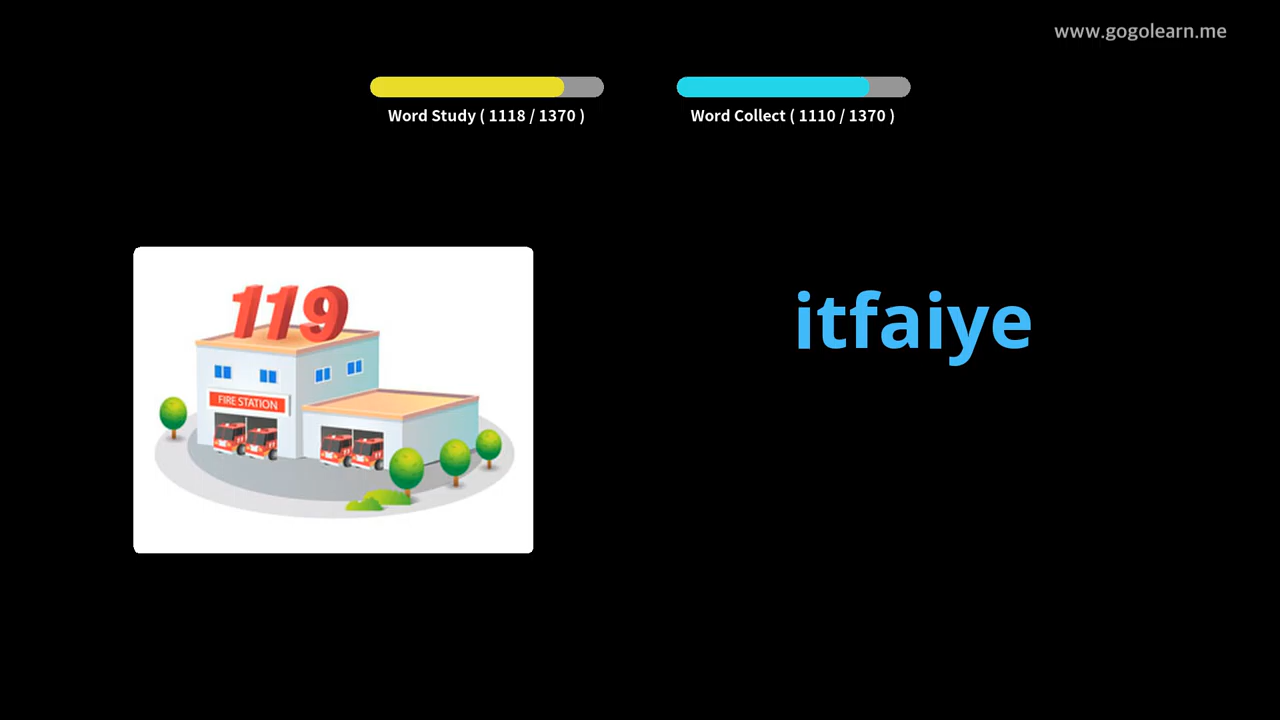 www.gogolearn.me
Word Study ( 1118 / 1370 )
Word Collect ( 1110 / 1370 )
119
FIRE STATION
itfaiye